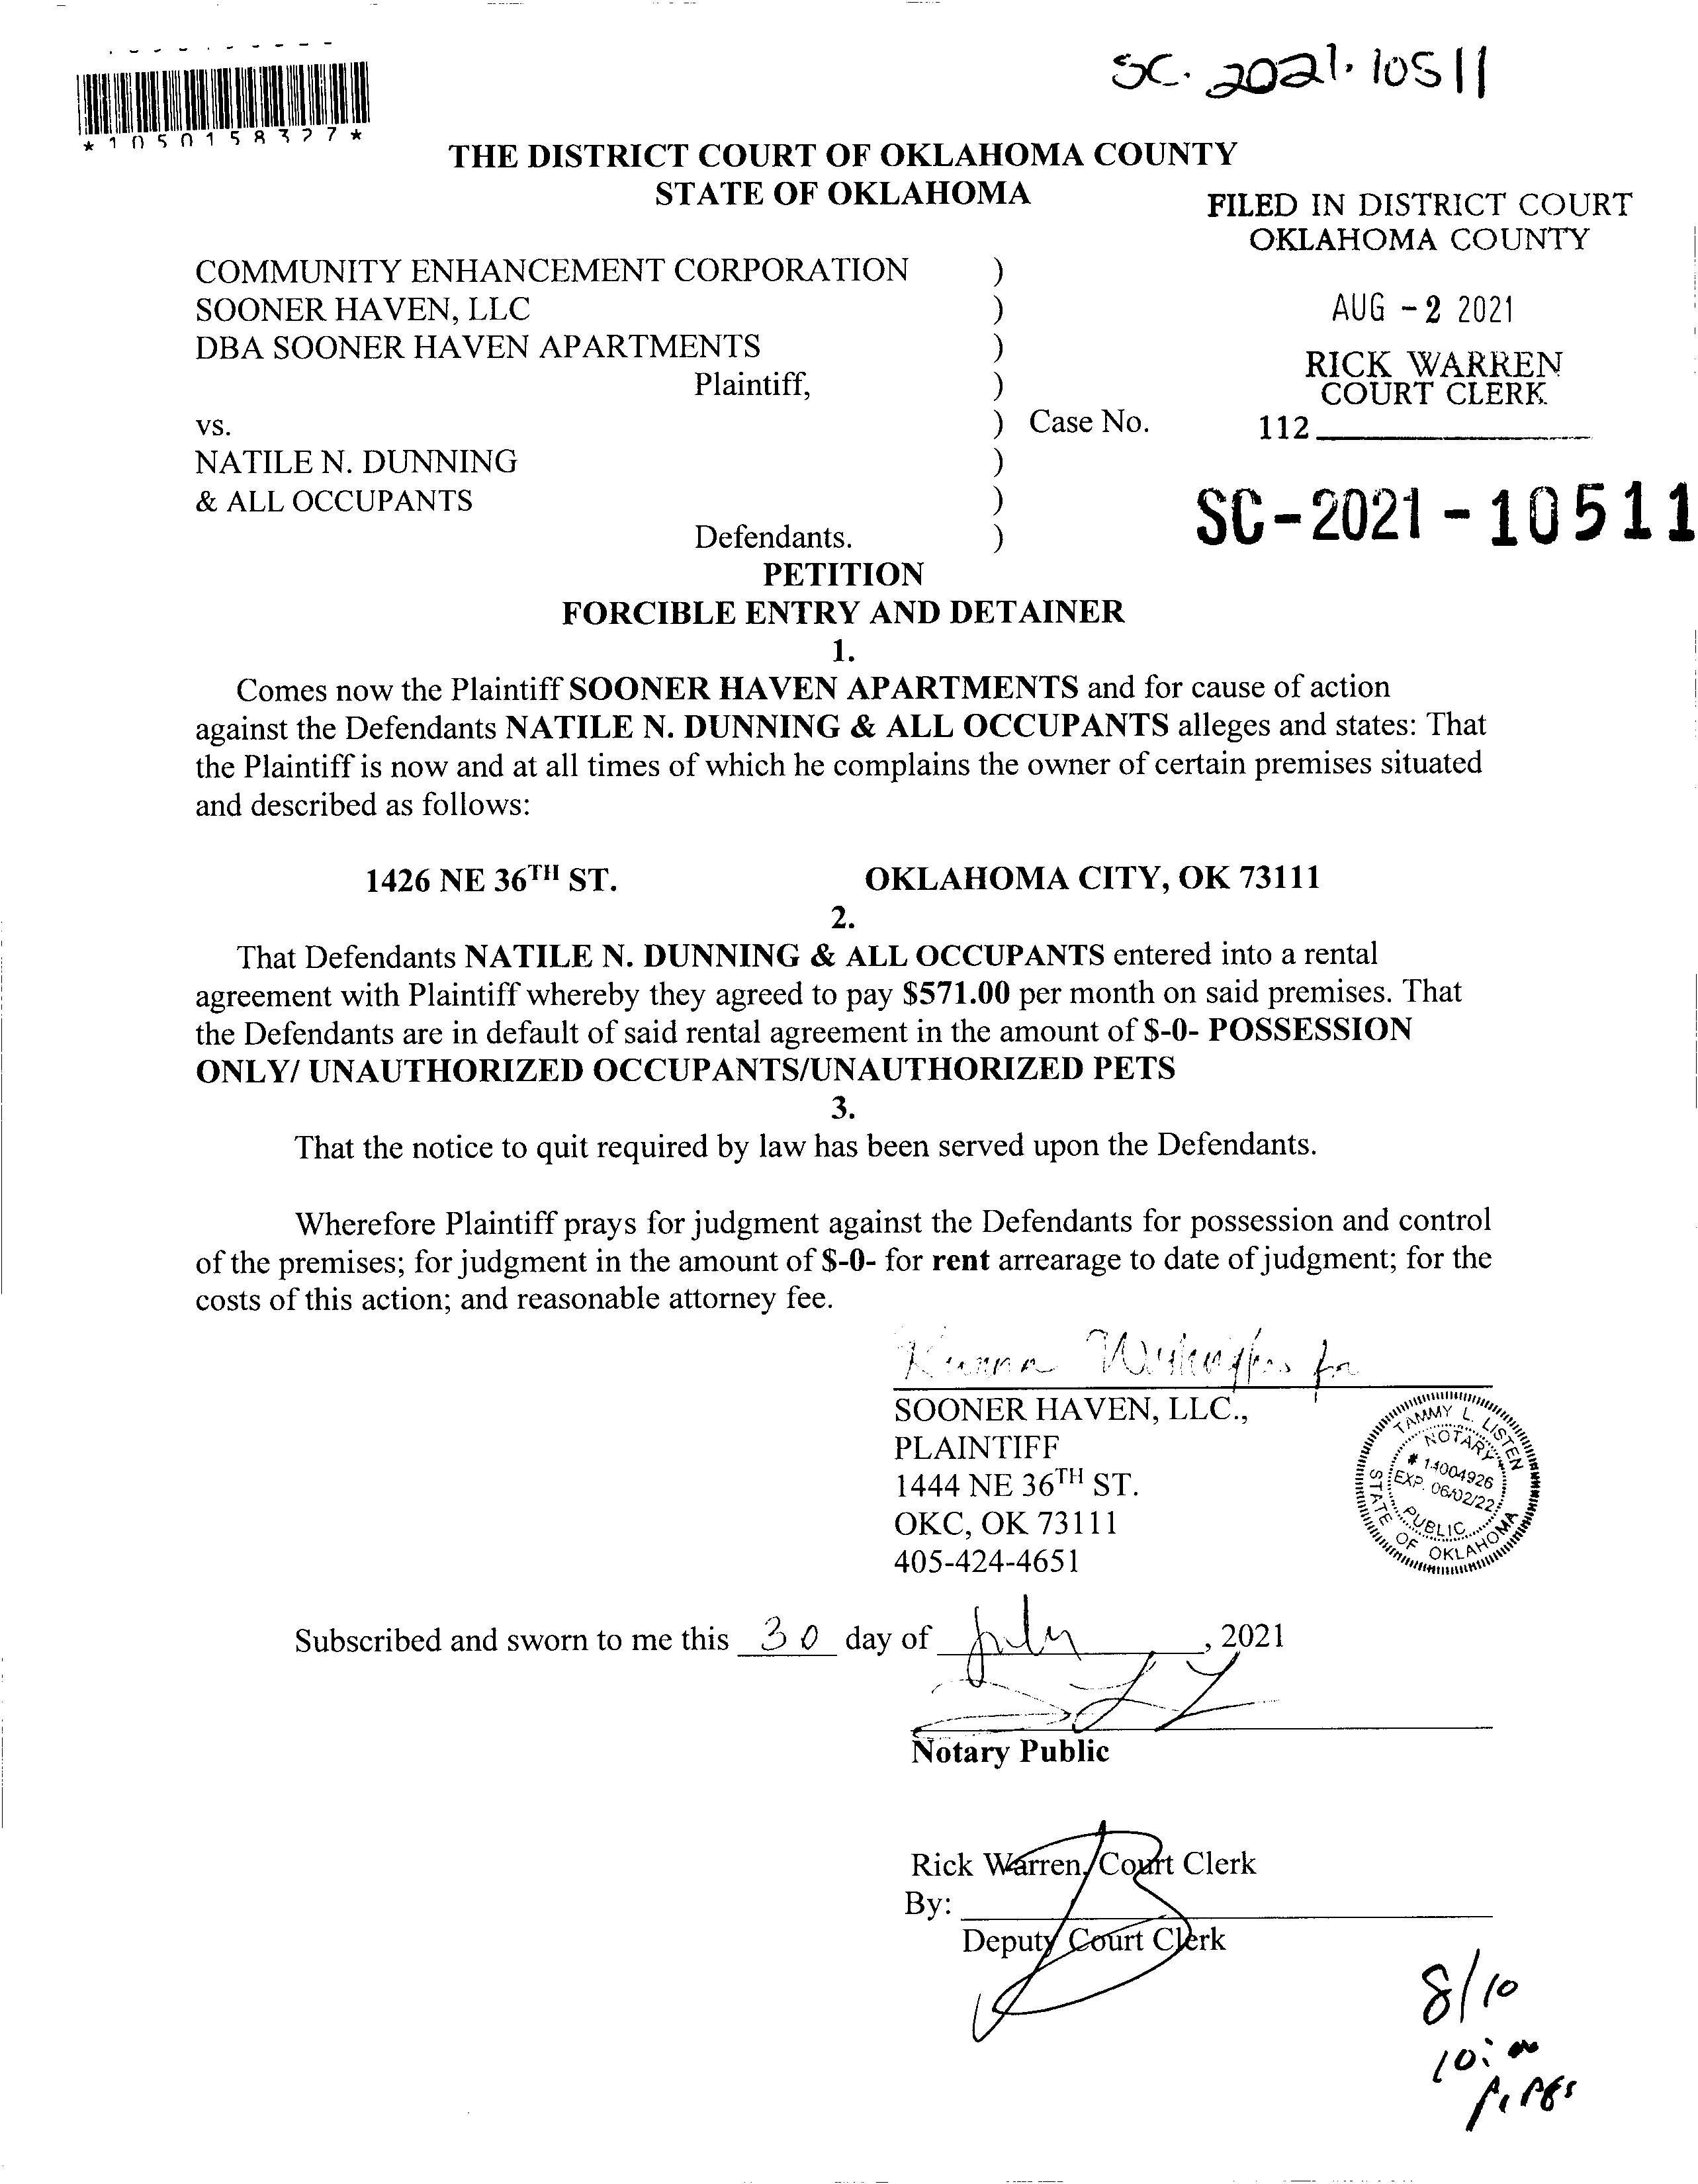 SC. 2021. 10511
*1050158327*
THE DISTRICT COURT OF OKLAHOMA COUNTY
STATE OF OKLAHOMA
FILED IN DISTRICT COURT
OKLAHOMA COUNTY
COMMUNITY ENHANCEMENT CORPORATION )
SOONER HAVEN, LLC )
AUG - 2 2021
DBA SOONER HAVEN APARTMENTS )
Plaintiff, )
RICK WARREN
COURT CLERK
vs. ) Case No.
112
NATILE N. DUNNING )
& ALL OCCUPANTS )
SC-2021-10511
Defendants. )
PETITION
FORCIBLE ENTRY AND DETAINER
1.
Comes now the Plaintiff SOONER HAVEN APARTMENTS and for cause of action
against the Defendants NATILE N. DUNNING & ALL OCCUPANTS alleges and states: That
the Plaintiff is now and at all times of which he complains the owner of certain premises situated
and described as follows:
1426 NE 36TH ST. OKLAHOMA CITY, OK 73111
2.
That Defendants NATILE N. DUNNING & ALL OCCUPANTS entered into a rental
agreement with Plaintiff whereby they agreed to pay $571.00 per month on said premises. That
the Defendants are in default of said rental agreement in the amount of $-0- POSSESSION
ONLY/ UNAUTHORIZED OCCUPANTS/UNAUTHORIZED PETS
3.
That the notice to quit required by law has been served upon the Defendants.
Wherefore Plaintiff prays for judgment against the Defendants for possession and control
of the premises; for judgment in the amount of $-0- for rent arrearage to date of judgment; for the
costs of this action; and reasonable attorney fee.
for
SOONER HAVEN, LLC.,
PLAINTIFF
1444 NE 36TH ST.
OKC, OK 73111
405-424-4651
TAMMY L. LISTEN
NOTARY
# 14004926
EXP. 06/02/22
PUBLIC
STATE OF OKLAHOMA
Subscribed and sworn to me this 30 day of July, 2021
Notary Public
Rick Warren, Court Clerk
By:
Deputy Court Clerk
8/10